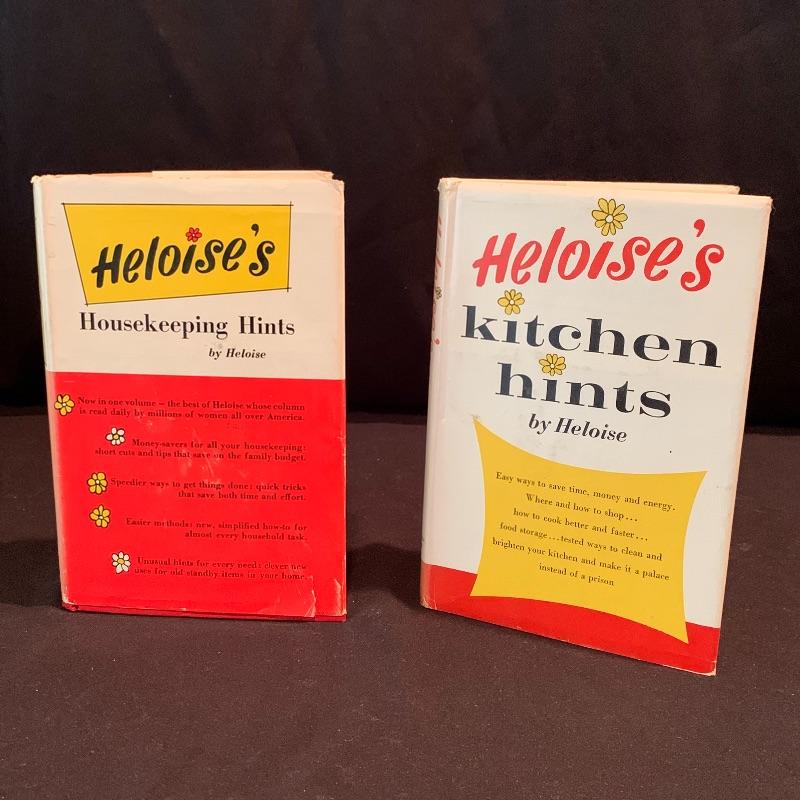 Heloise's
Housekeeping Hints
by Heloise
Now in one volume — the best of Heloise whose column
is read daily by millions of women all over America.
Money-savers for all your housekeeping:
short cuts and tips that save on the family budget.
Speedier ways to get things done: quick tricks
that save both time and effort.
Easier methods: new, simplified how-to for
almost every household task.
Unusual hints for every need: clever new
uses for old standby items in your home.
Heloise's
kitchen
hints
by Heloise
Easy ways to save time, money and energy.
Where and how to shop...
how to cook better and faster...
food storage...tested ways to clean and
brighten your kitchen and make it a palace
instead of a prison